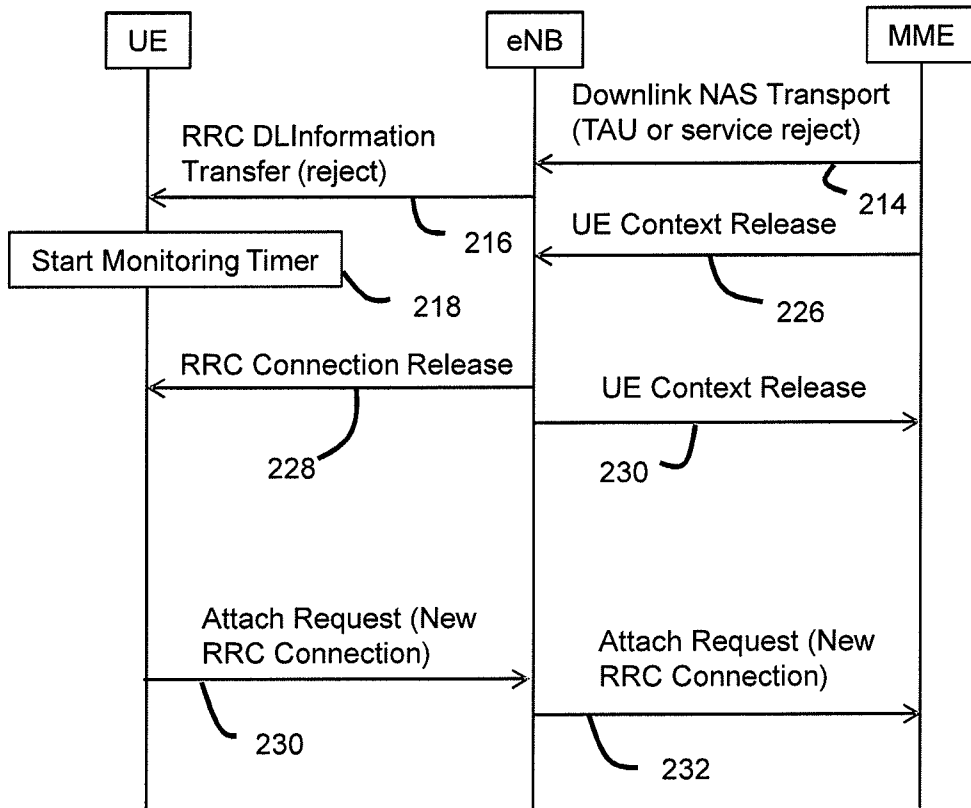 UE
eNB
MME
Downlink NAS Transport
(TAU or service reject)
RRC DLInformation
Transfer (reject)
214
216
UE Context Release
Start Monitoring Timer
218
226
RRC Connection Release
UE Context Release
228
230
Attach Request (New
RRC Connection)
Attach Request (New
RRC Connection)
230
232